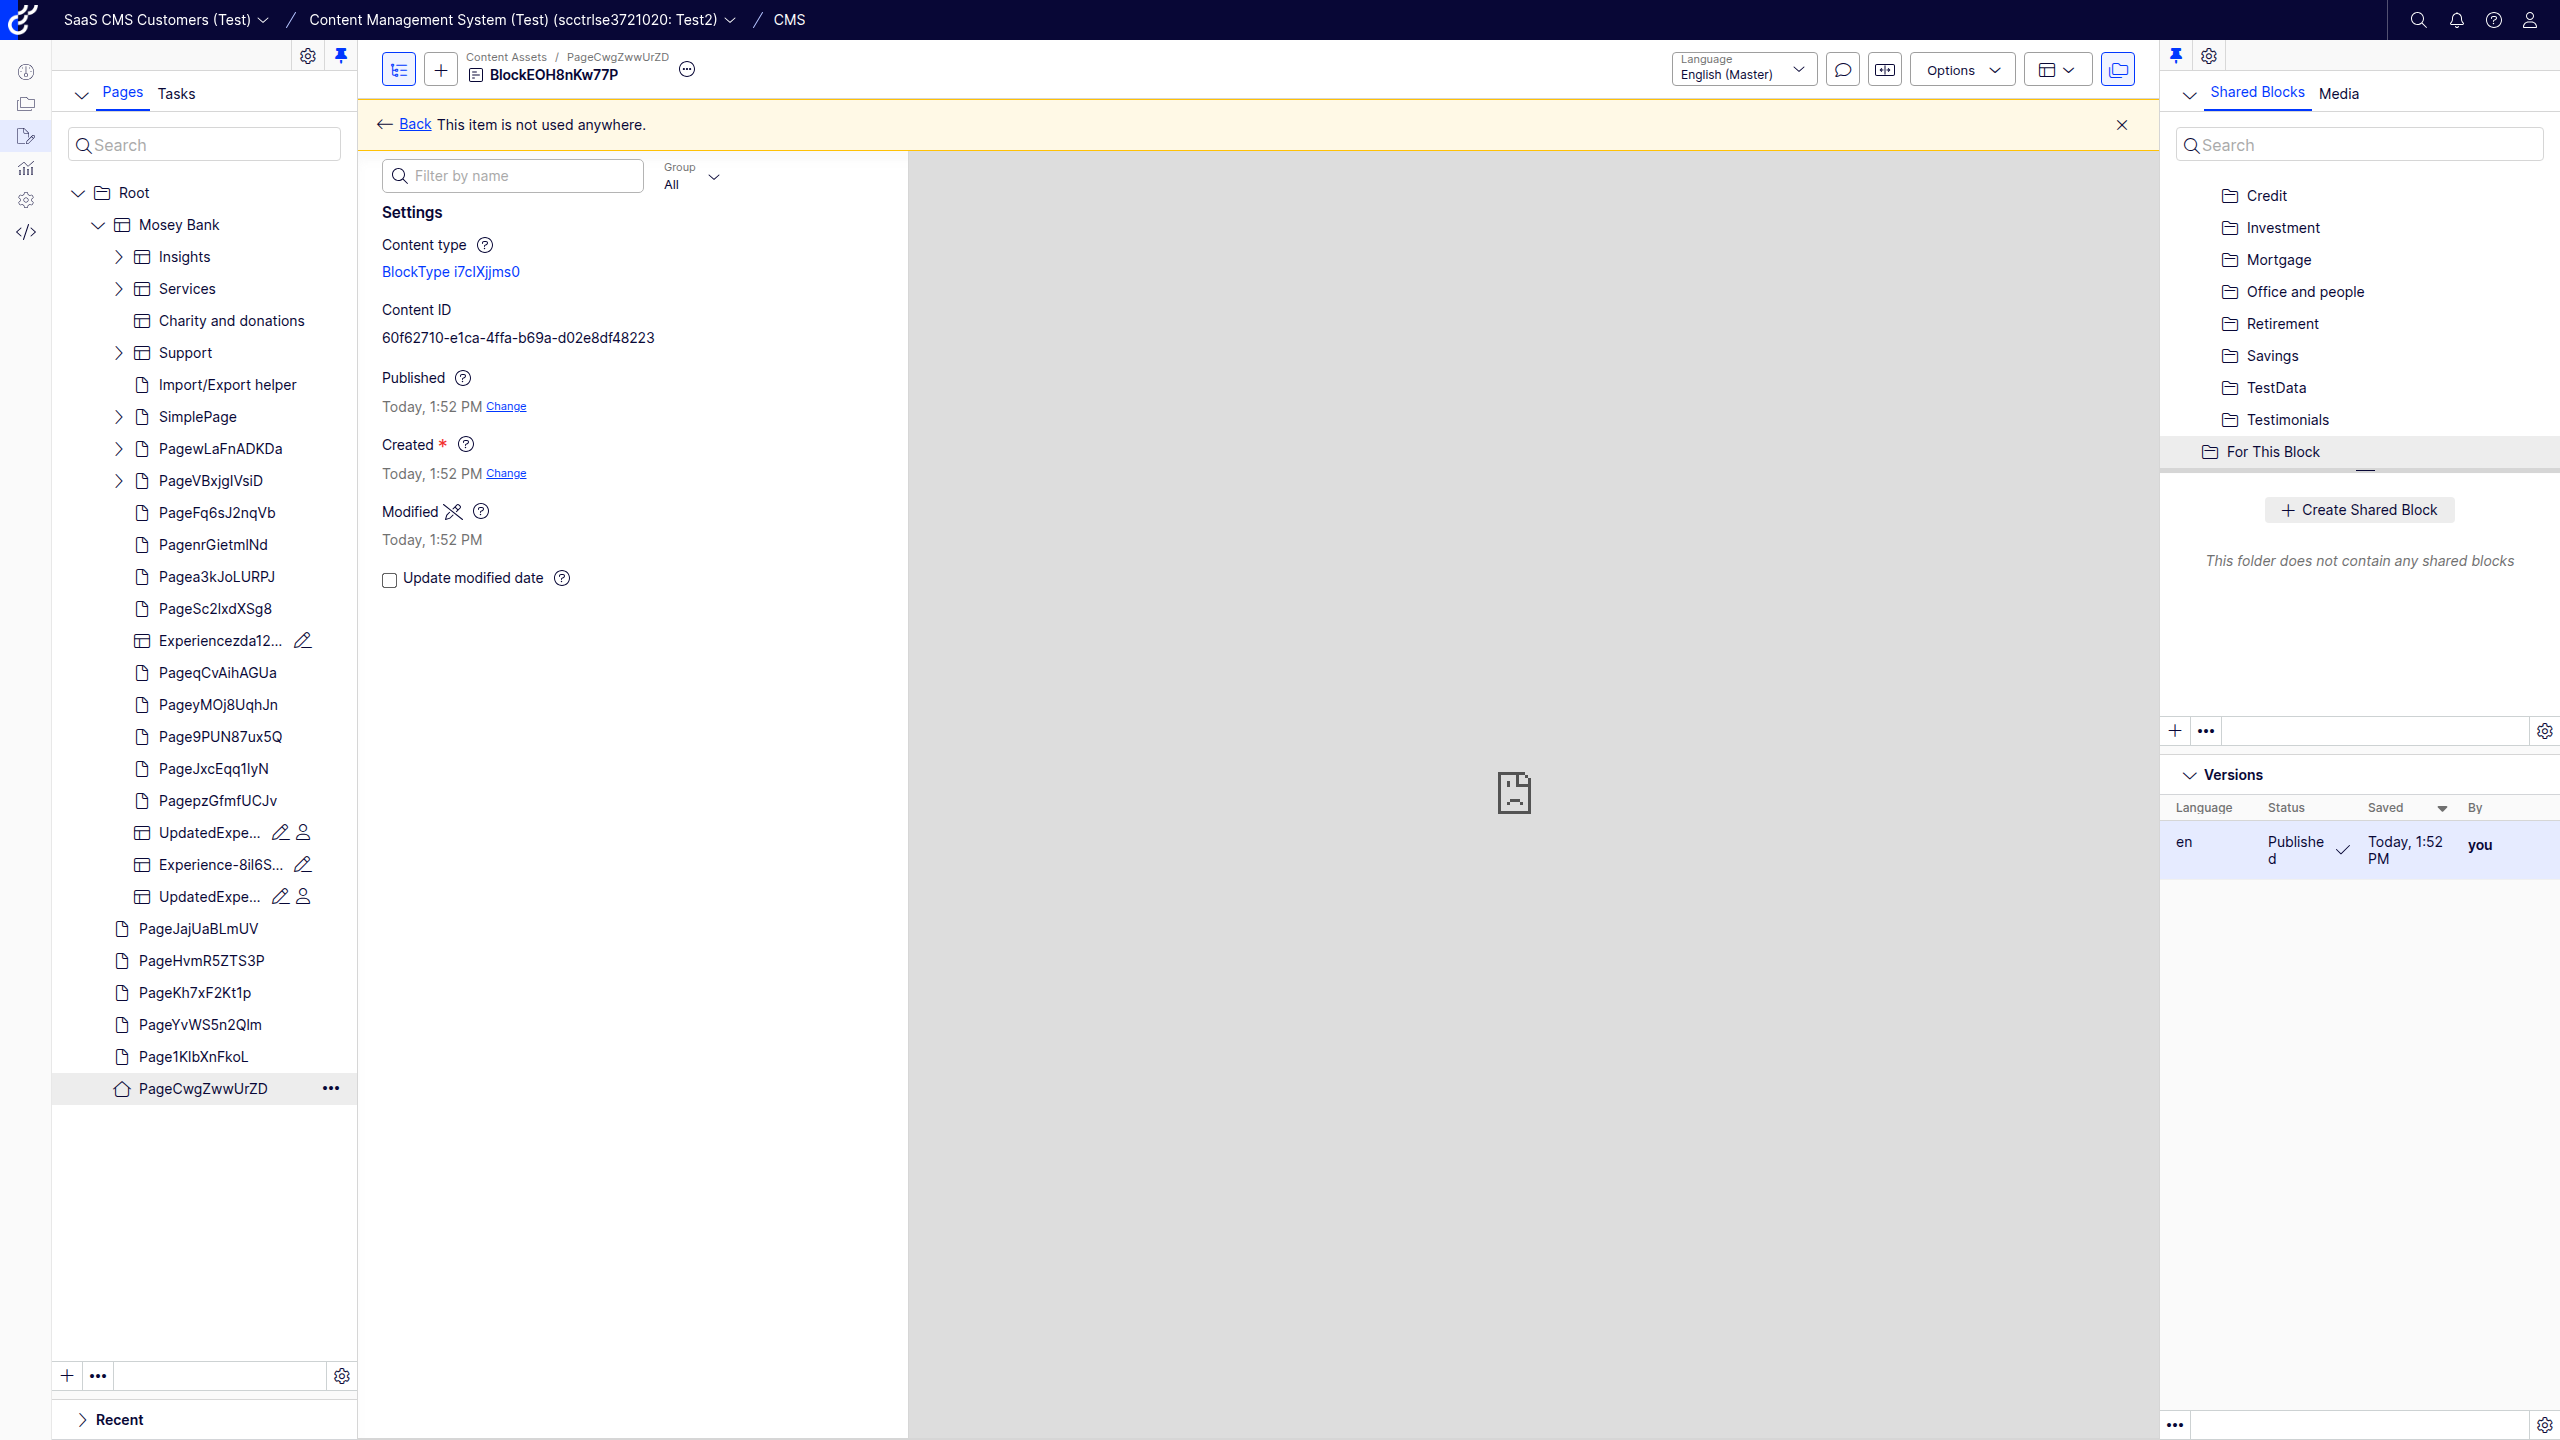 SaaS CMS Customers (Test) / Content Management System (Test) (scctrlse3721020: Test2) / CMS
Pages Tasks
Search
Root
Mosey Bank
Insights
Services
Charity and donations
Support
Import/Export helper
SimplePage
PagewLaFnADKDa
PageVBxjglVsiD
PageFq6sJ2nqVb
PagenrGietmlNd
Pagea3kJoLURPJ
PageSc2lxdXSg8
Experiencezda12...
PageqCvAihAGUa
PageyMOj8UqhJn
Page9PUN87ux5Q
PageJxcEqq1lyN
PagepzGfmfUCJv
UpdatedExpe...
Experience-8il6S...
UpdatedExpe...
PageJajUaBLmUV
PageHvmR5ZTS3P
PageKh7xF2Kt1p
PageYvWS5n2Qlm
Page1KlbXnFkoL
PageCwgZwwUrZD
Recent
Content Assets / PageCwgZwwUrZD
BlockEOH8nKw77P
Language
English (Master)
Options
Back This item is not used anywhere.
Filter by name
Group
All
Settings
Content type
BlockType i7clXjjms0
Content ID
60f62710-e1ca-4ffa-b69a-d02e8df48223
Published
Today, 1:52 PM Change
Created *
Today, 1:52 PM Change
Modified
Today, 1:52 PM
Update modified date
Shared Blocks Media
Search
Credit
Investment
Mortgage
Office and people
Retirement
Savings
TestData
Testimonials
For This Block
Create Shared Block
This folder does not contain any shared blocks
Versions
Language Status Saved By
en Publishe Today, 1:52 you
d PM